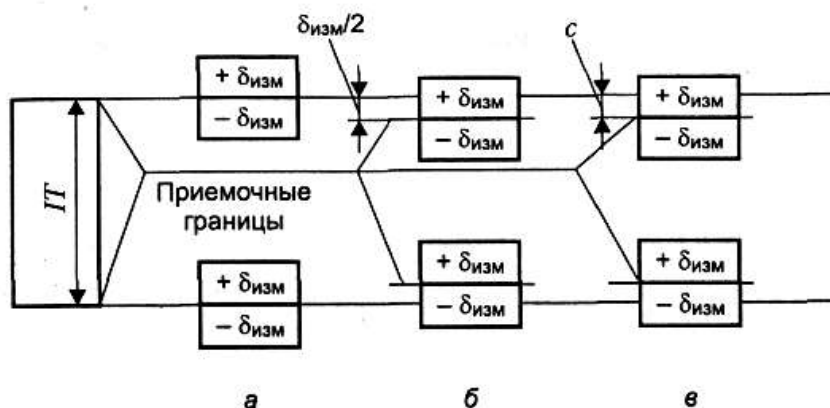 δизм/2
c
+ δизм
– δизм
+ δизм
– δизм
+ δизм
– δизм
IT
Приемочные
границы
+ δизм
– δизм
+ δизм
– δизм
+ δизм
– δизм
а
б
в